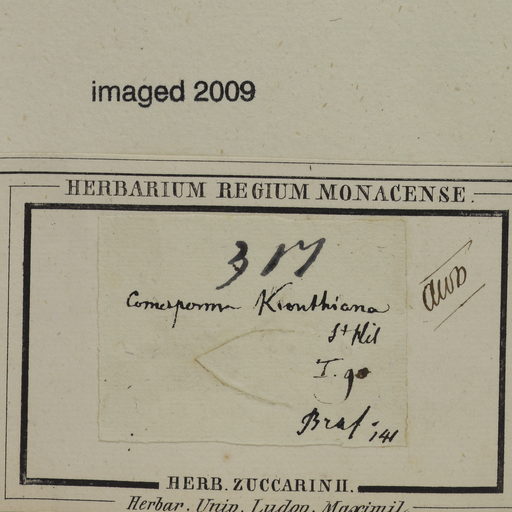 imaged 2009
HERBARIUM REGIUM MONACENSE.
317
Comesperma Kunthiana
St Hil
I. 90
Bras. 141
HERB. ZUCCARINII.
Herbar. Univ. Ludov. Maximil.